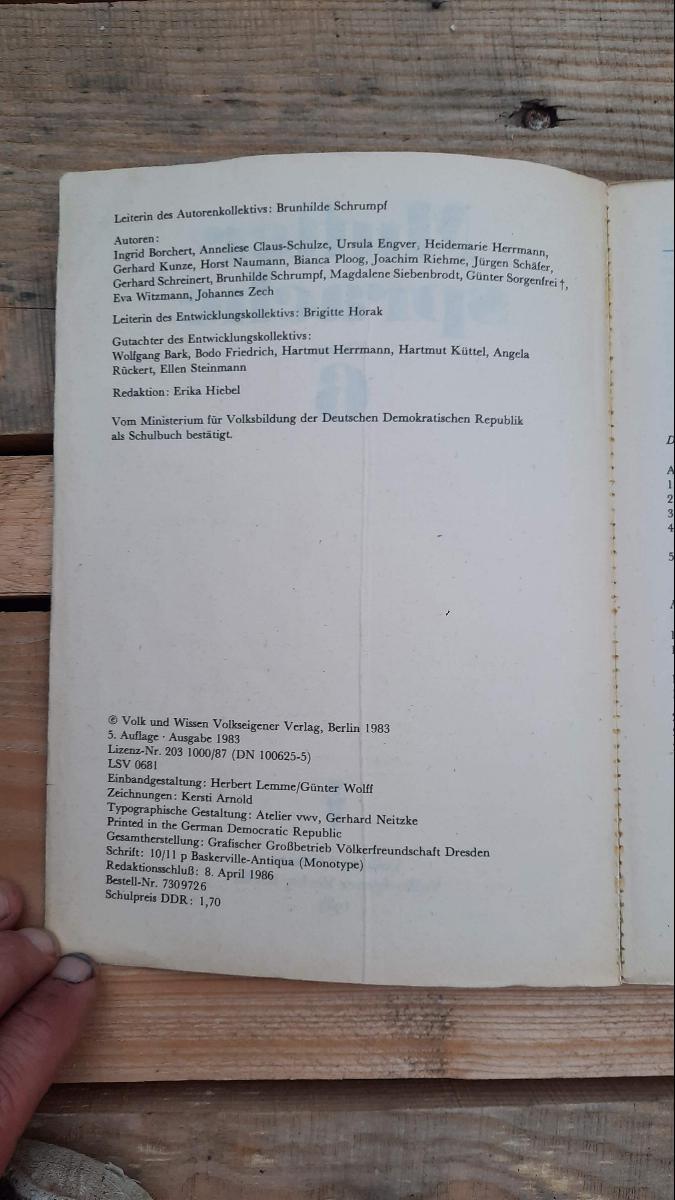 Leiterin des Autorenkollektivs: Brunhilde Schrumpf
Autoren:
Ingrid Borchert, Anneliese Claus-Schulze, Ursula Engver, Heidemarie Herrmann,
Gerhard Kunze, Horst Naumann, Bianca Ploog, Joachim Riehme, Jürgen Schäfer,
Gerhard Schreinert, Brunhilde Schrumpf, Magdalene Siebenbrodt, Günter Sorgenfrei †,
Eva Witzmann, Johannes Zech
Leiterin des Entwicklungskollektivs: Brigitte Horak
Gutachter des Entwicklungskollektivs:
Wolfgang Bark, Bodo Friedrich, Hartmut Herrmann, Hartmut Küttel, Angela
Rückert, Ellen Steinmann
Redaktion: Erika Hiebel
Vom Ministerium für Volksbildung der Deutschen Demokratischen Republik
als Schulbuch bestätigt.
© Volk und Wissen Volkseigener Verlag, Berlin 1983
5. Auflage · Ausgabe 1983
Lizenz-Nr. 203 1000/87 (DN 100625-5)
LSV 0681
Einbandgestaltung: Herbert Lemme/Günter Wolff
Zeichnungen: Kersti Arnold
Typographische Gestaltung: Atelier vwv, Gerhard Neitzke
Printed in the German Democratic Republic
Gesamtherstellung: Grafischer Großbetrieb Völkerfreundschaft Dresden
Schrift: 10/11 p Baskerville-Antiqua (Monotype)
Redaktionsschluß: 8. April 1986
Bestell-Nr. 7309726
Schulpreis DDR: 1,70
D
A
1
2
3
4
5